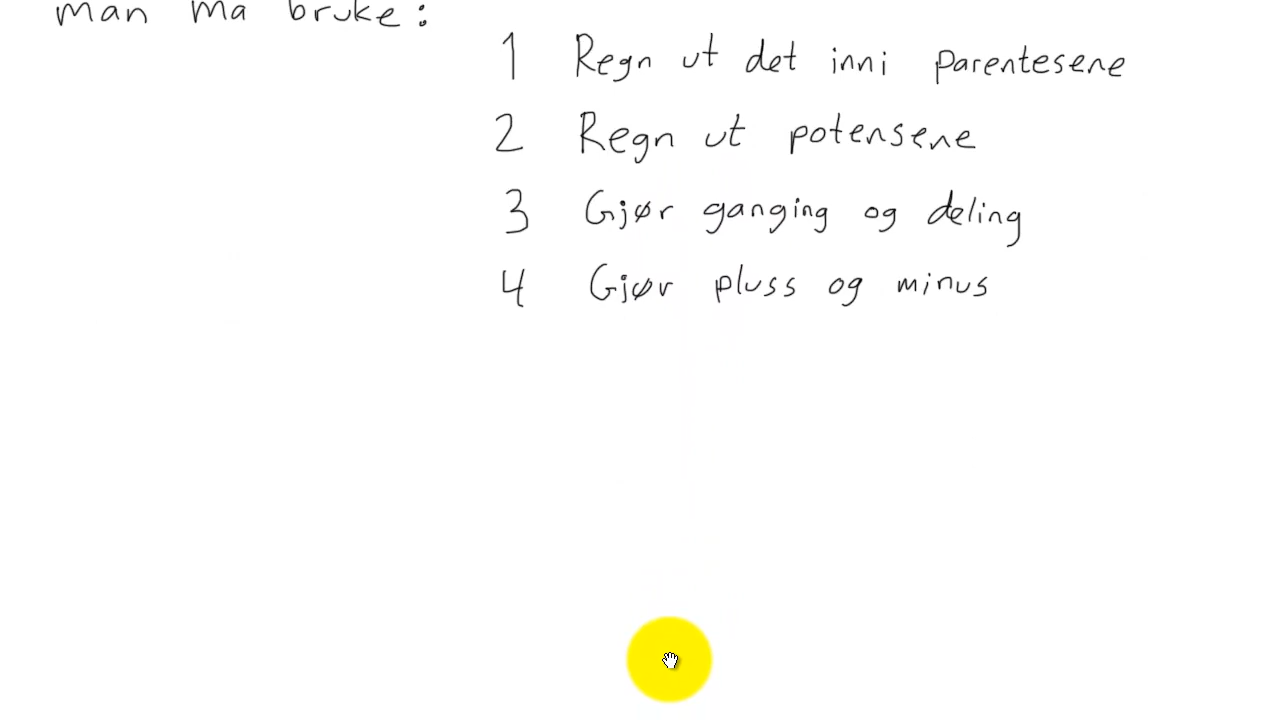 man må bruke:
1 Regn ut det inni parentesene
2 Regn ut potensene
3 Gjør ganging og deling
4 Gjør pluss og minus